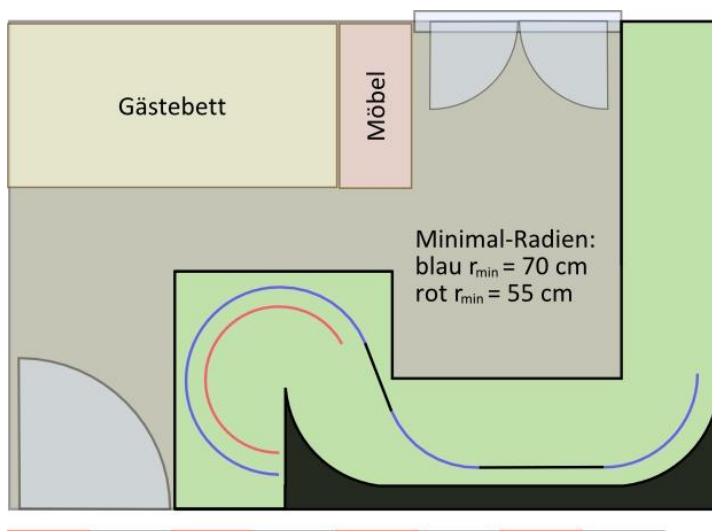 Gästebett
Möbel
Minimal-Radien:
blau rmin = 70 cm
rot rmin = 55 cm